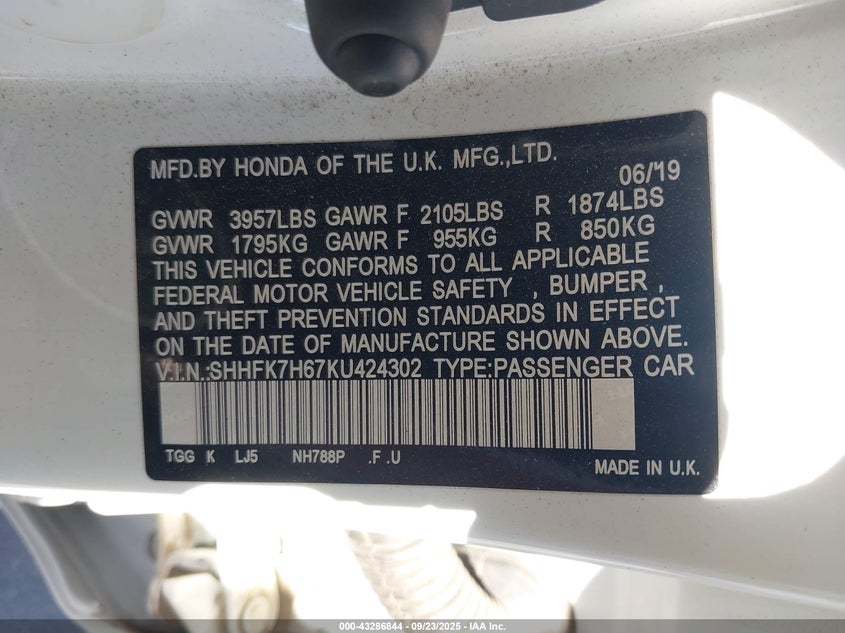 MFD.BY HONDA OF THE U.K. MFG.,LTD.
06/19
GVWR 3957LBS GAWR F 2105LBS R 1874LBS
GVWR 1795KG GAWR F 955KG R 850KG
THIS VEHICLE CONFORMS TO ALL APPLICABLE
FEDERAL MOTOR VEHICLE SAFETY , BUMPER ,
AND THEFT PREVENTION STANDARDS IN EFFECT
ON THE DATE OF MANUFACTURE SHOWN ABOVE.
V.I.N.:SHHFK7H67KU424302 TYPE:PASSENGER CAR
TGG K LJ5 NH788P .F .U
MADE IN U.K.
000-43286844 - 09/23/2025 - IAA Inc.